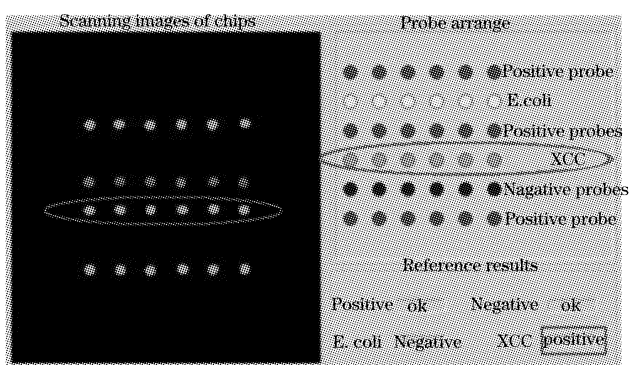 Scanning images of chips
Probe arrange
Positive probe
E.coli
Positive probes
XCC
Nagative probes
Positive probe
Reference results
Positive ok Negative ok
E. coli Negative XCC positive